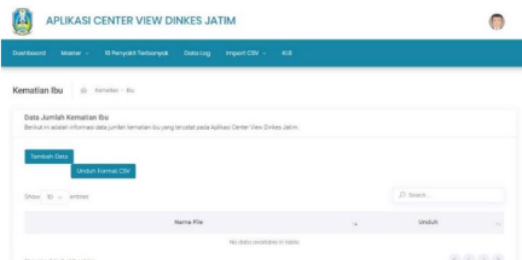 APLIKASI CENTER VIEW DINKES JATIM
Dashboard Master 10 Penyakit Terbanyak Data Log Import CSV KLB
Kematian Ibu Kematian - Ibu
Data Jumlah Kematian Ibu
Berikut ini adalah informasi data jumlah kematian ibu yang tercatat pada Aplikasi Center View Dinkes Jatim.
Tambah Data
Unduh Format CSV
Show 10 entries Search...
Nama File Unduh
No data available in table